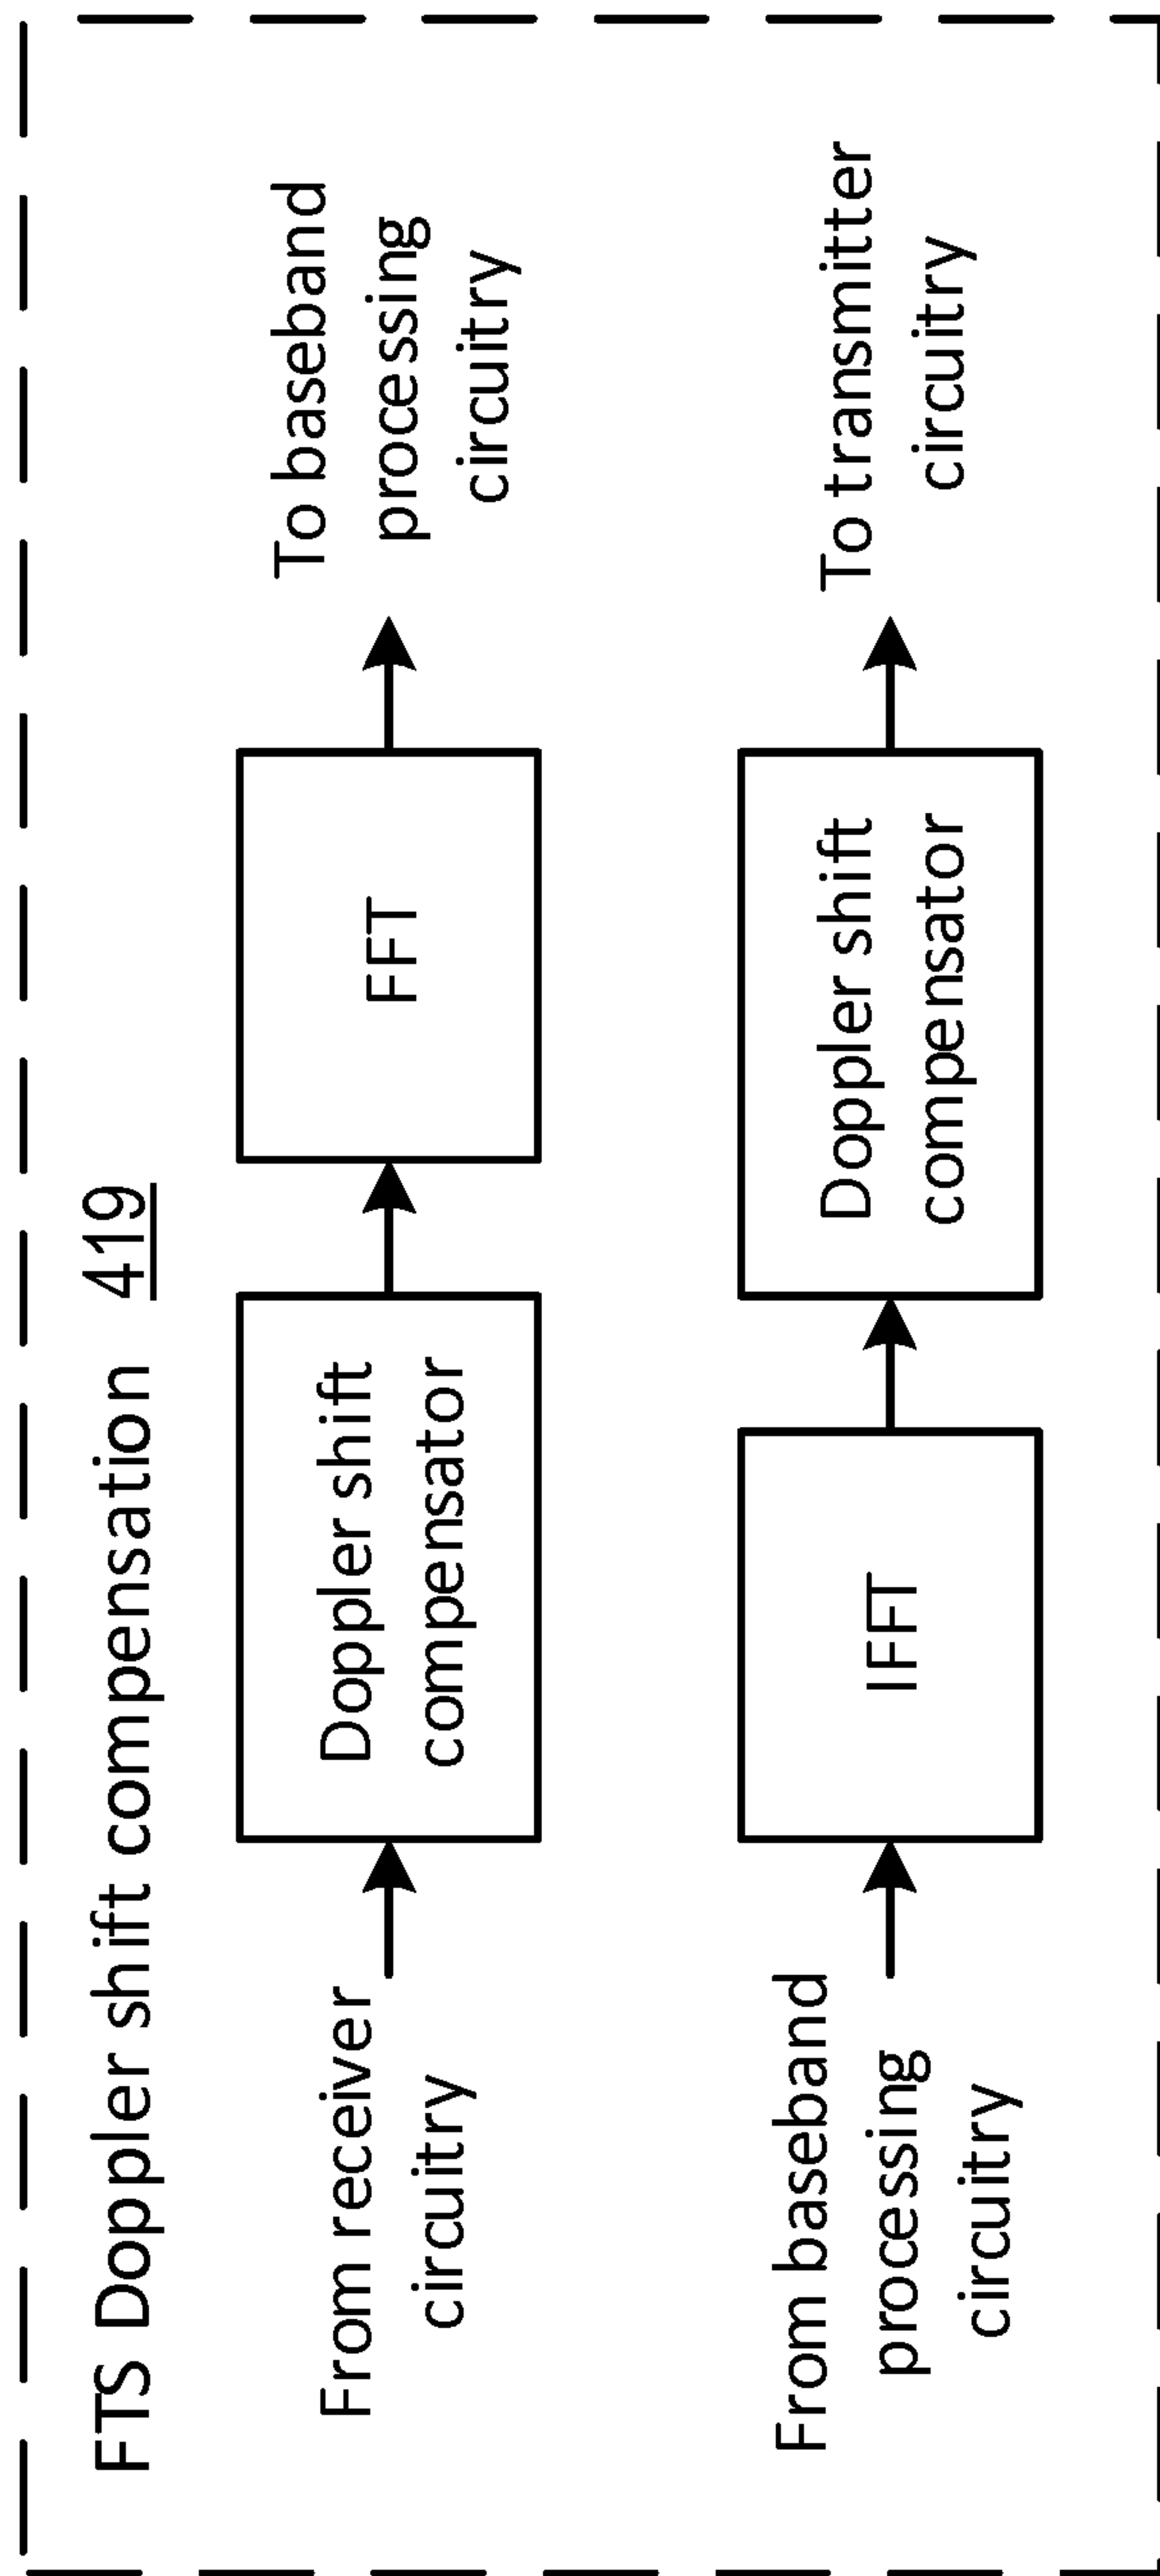 FTS Doppler shift compensation 419
From receiver
circuitry
Doppler shift
compensator
FFT
To baseband
processing
circuitry
From baseband
processing
circuitry
IFFT
Doppler shift
compensator
To transmitter
circuitry